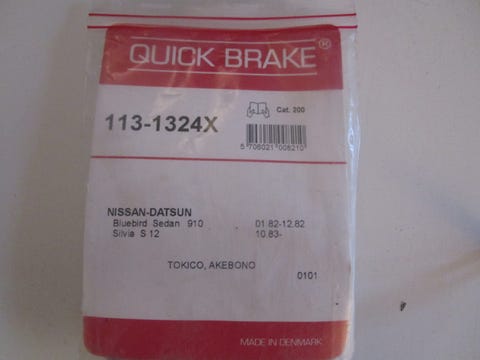 QUICK BRAKE®
113-1324X
Cat. 200
5 706021 006210
NISSAN-DATSUN
Bluebird Sedan 910 01.82-12.82
Silvia S 12 10.83-
TOKICO, AKEBONO
0101
MADE IN DENMARK